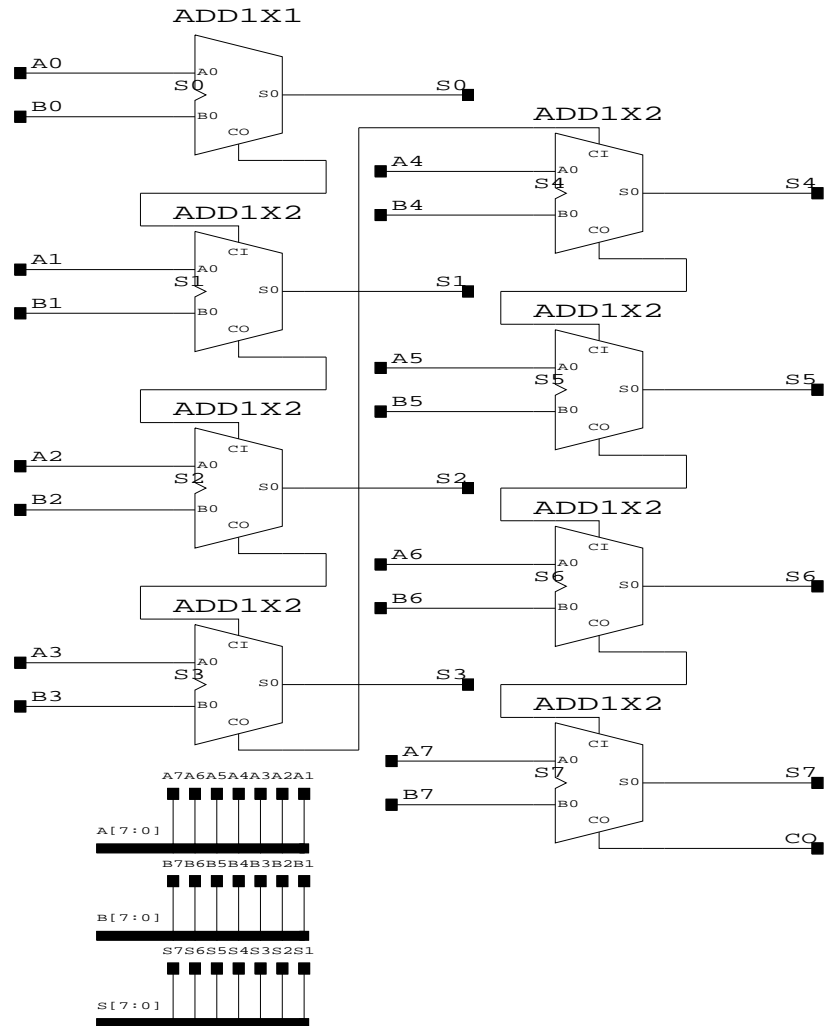 ADD1X1
A0
A0
S0
S0
S0
B0
B0
CO
ADD1X2
CI
A1
A0
S1
S0
S1
B1
B0
CO
ADD1X2
CI
A2
A0
S2
S0
S2
B2
B0
CO
ADD1X2
CI
A3
A0
S3
S0
S3
B3
B0
CO
ADD1X2
CI
A4
A0
S4
S0
S4
B4
B0
CO
ADD1X2
CI
A5
A0
S5
S0
S5
B5
B0
CO
ADD1X2
CI
A6
A0
S6
S0
S6
B6
B0
CO
ADD1X2
CI
A7
A0
S7
S0
S7
B7
B0
CO
CO
A7A6A5A4A3A2A1
A[7:0]
B7B6B5B4B3B2B1
B[7:0]
S7S6S5S4S3S2S1
S[7:0]